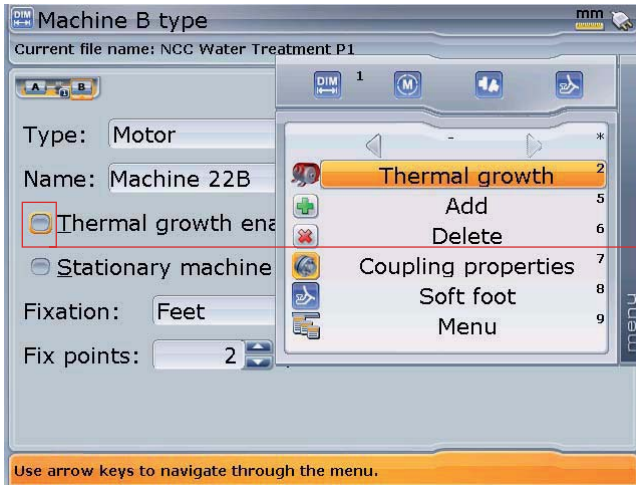 DIM
H-H
Machine B type
mm
Current file name: NCC Water Treatment P1
A
B
DIM
1
M
Type: Motor
- *
Name: Machine 22B
Thermal growth 2
Thermal growth ena
Add 5
Delete 6
Stationary machine
Coupling properties 7
Soft foot 8
Fixation: Feet
Menu 9
menu
Fix points: 2
Use arrow keys to navigate through the menu.